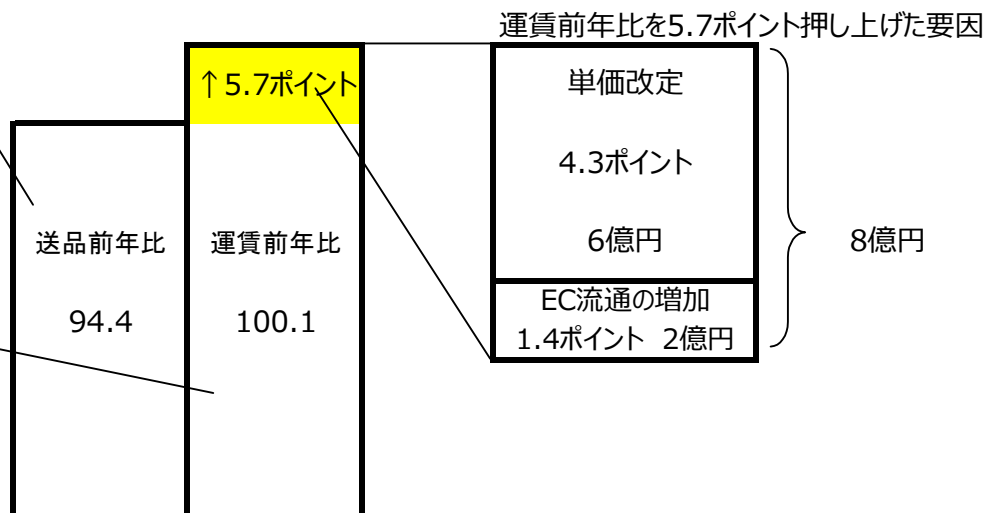 運賃前年比を5.7ポイント押し上げた要因
↑5.7ポイント
単価改定
4.3ポイント
6億円
8億円
送品前年比
94.4
運賃前年比
100.1
EC流通の増加
1.4ポイント 2億円